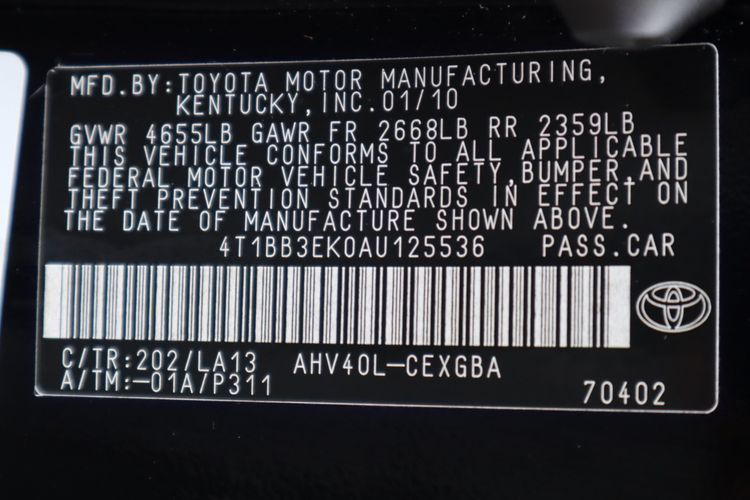 MFD.BY:TOYOTA MOTOR MANUFACTURING,
KENTUCKY,INC.01/10
GVWR 4655LB GAWR FR 2668LB RR 2359LB
THIS VEHICLE CONFORMS TO ALL APPLICABLE
FEDERAL MOTOR VEHICLE SAFETY,BUMPER,AND
THEFT PREVENTION STANDARDS IN EFFECT ON
THE DATE OF MANUFACTURE SHOWN ABOVE.
4T1BB3EK0AU125536 PASS.CAR
C/TR:202/LA13 AHV40L-CEXGBA
A/TM:-01A/P311
70402